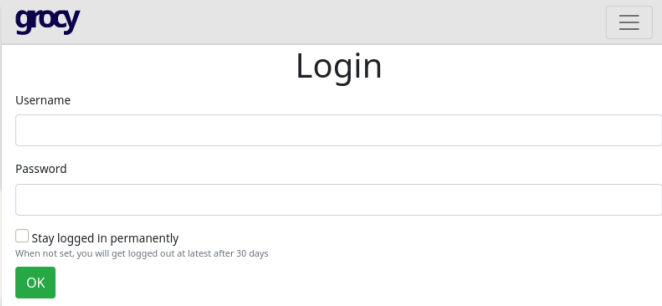 grocy
Login
Username
Password
Stay logged in permanently
When not set, you will get logged out at latest after 30 days
OK